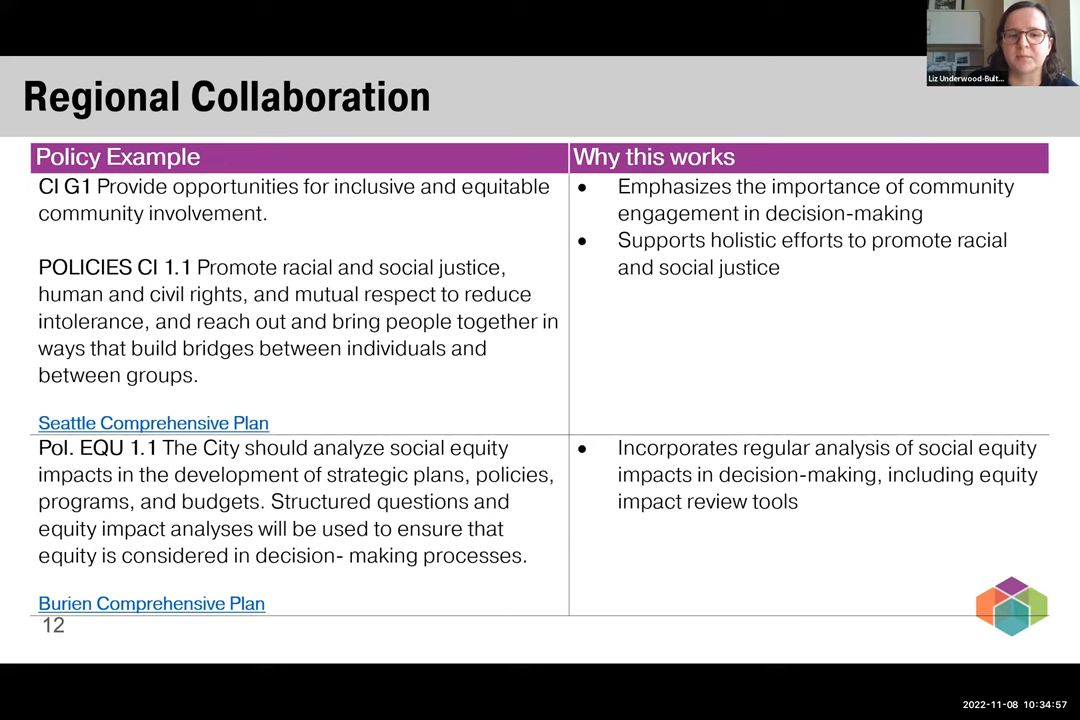 Liz Underwood-Bult...
Regional Collaboration
Policy Example
Why this works
CI G1 Provide opportunities for inclusive and equitable
community involvement.
POLICIES CI 1.1 Promote racial and social justice,
human and civil rights, and mutual respect to reduce
intolerance, and reach out and bring people together in
ways that build bridges between individuals and
between groups.
Seattle Comprehensive Plan
• Emphasizes the importance of community
engagement in decision-making
• Supports holistic efforts to promote racial
and social justice
Pol. EQU 1.1 The City should analyze social equity
impacts in the development of strategic plans, policies,
programs, and budgets. Structured questions and
equity impact analyses will be used to ensure that
equity is considered in decision- making processes.
Burien Comprehensive Plan
• Incorporates regular analysis of social equity
impacts in decision-making, including equity
impact review tools
12
2022-11-08 10:34:57